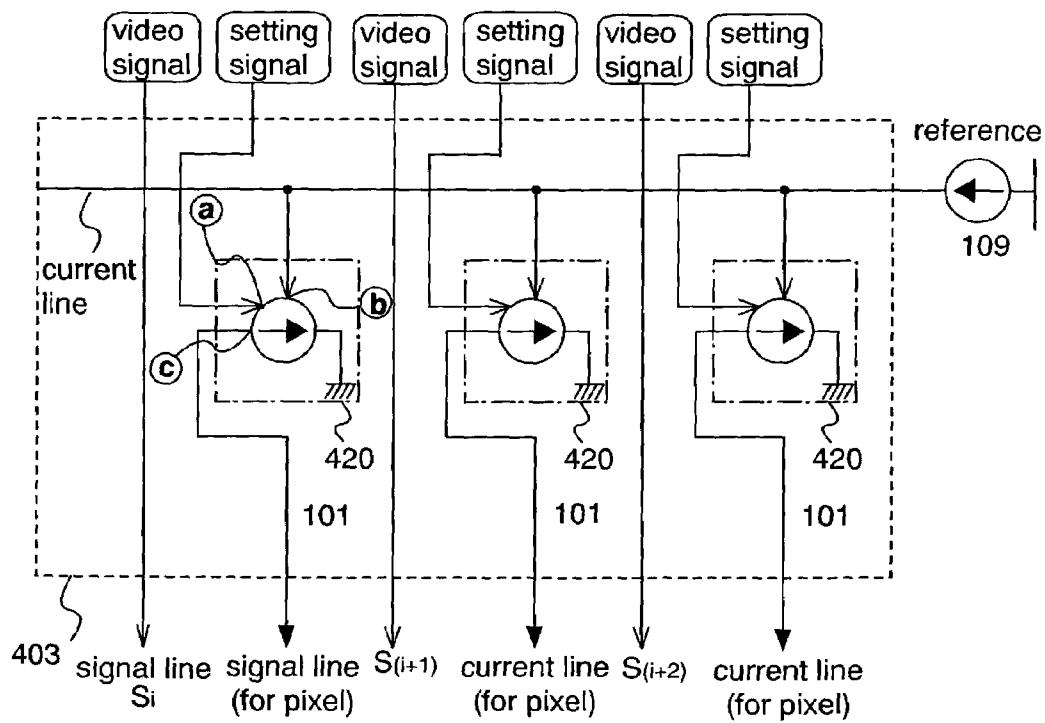 video signal
setting signal
video signal
setting signal
video signal
setting signal
reference
109
a
current line
b
c
420
420
420
101
101
101
403
signal line Si
signal line (for pixel)
S(i+1)
current line (for pixel)
S(i+2)
current line (for pixel)